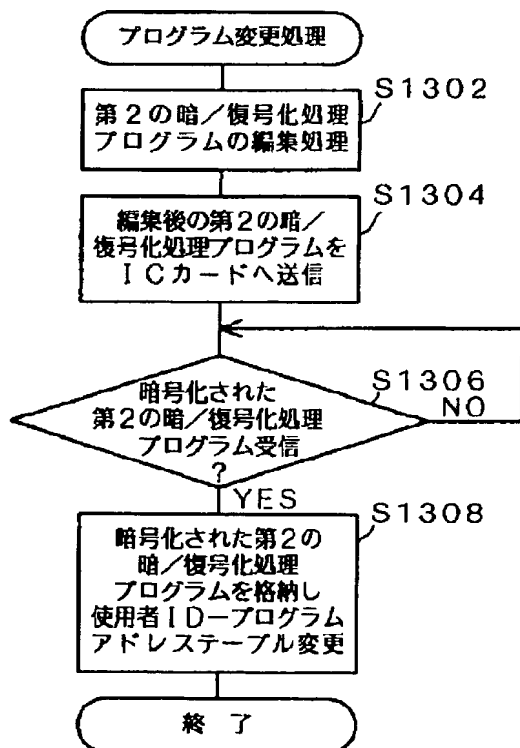 プログラム変更処理
S1302
第2の暗／復号化処理
プログラムの編集処理
S1304
編集後の第2の暗／
復号化処理プログラムを
ICカードへ送信
S1306
暗号化された
第2の暗／復号化処理
プログラム受信
?
NO
YES
S1308
暗号化された第2の
暗／復号化処理
プログラムを格納し
使用者ID－プログラム
アドレステーブル変更
終了